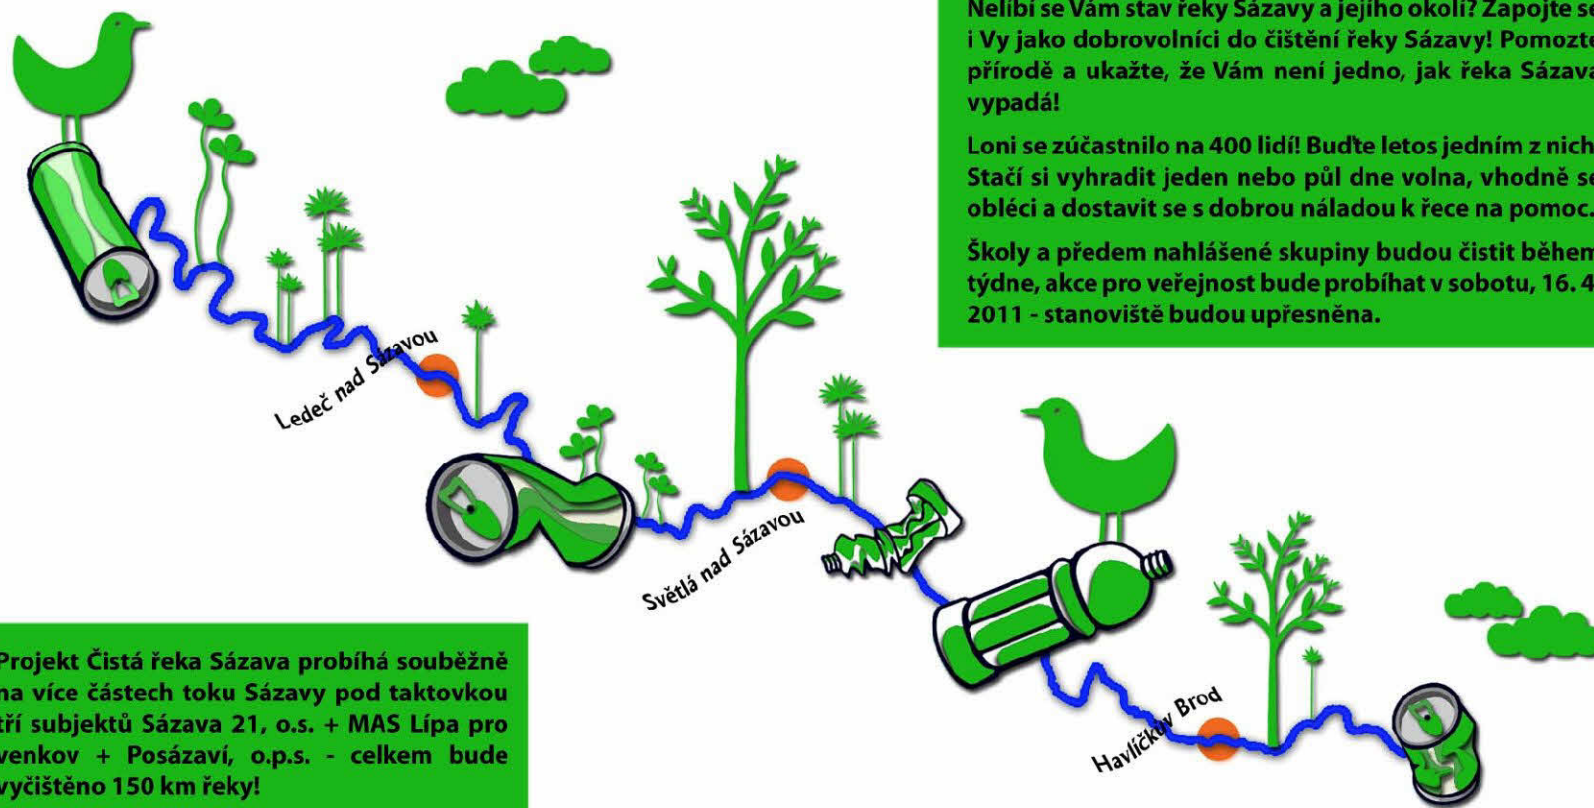 Nelíbí se Vám stav řeky Sázavy a jejího okolí? Zapojte se
i Vy jako dobrovolníci do čištění řeky Sázavy! Pomozte
přírodě a ukažte, že Vám není jedno, jak řeka Sázava
vypadá!
Loni se zúčastnilo na 400 lidí! Buďte letos jedním z nich
Stačí si vyhradit jeden nebo půl dne volna, vhodně se
obléci a dostavit se s dobrou náladou k řece na pomoc.
Školy a předem nahlášené skupiny budou čistit během
týdne, akce pro veřejnost bude probíhat v sobotu, 16. 4
2011 - stanoviště budou upřesněna.
Ledeč nad Sázavou
Světlá nad Sázavou
Havlíčkův Brod
Projekt Čistá řeka Sázava probíhá souběžně
na více částech toku Sázavy pod taktovkou
tří subjektů Sázava 21, o.s. + MAS Lípa pro
venkov + Posázaví, o.p.s. - celkem bude
vyčištěno 150 km řeky!